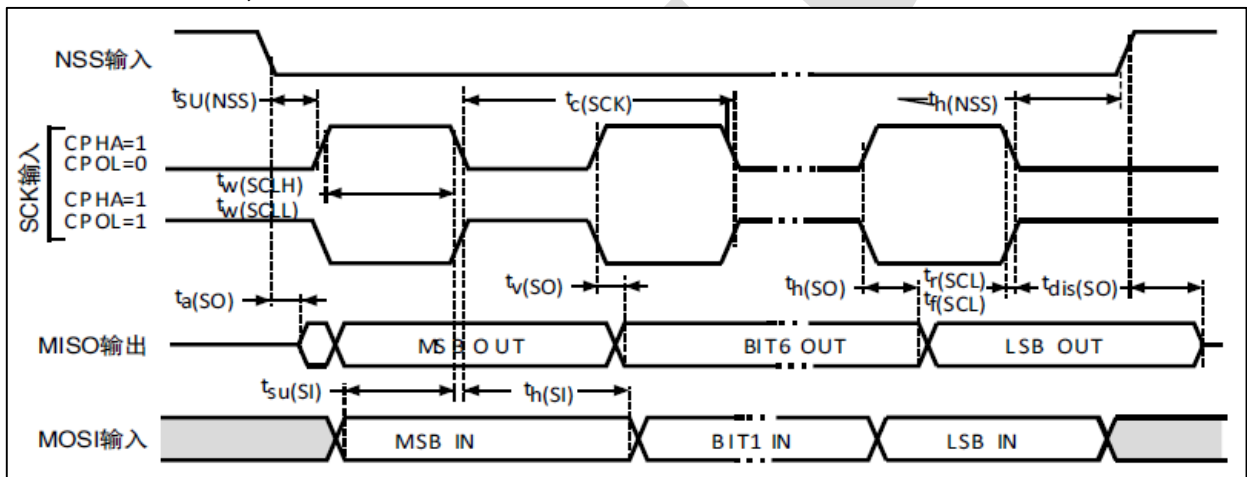 NSS输入
tSU(NSS)
tc(SCK)
th(NSS)
SCK输入
CPHA=1
CPOL=0
CPHA=1
CPOL=1
tw(SCLH)
tw(SCLL)
ta(SO)
tv(SO)
th(SO)
tr(SCL)
tf(SCL)
tdis(SO)
MISO输出
MSB OUT
BIT6 OUT
LSB OUT
tsu(SI)
th(SI)
MOSI输入
MSB IN
BIT1 IN
LSB IN